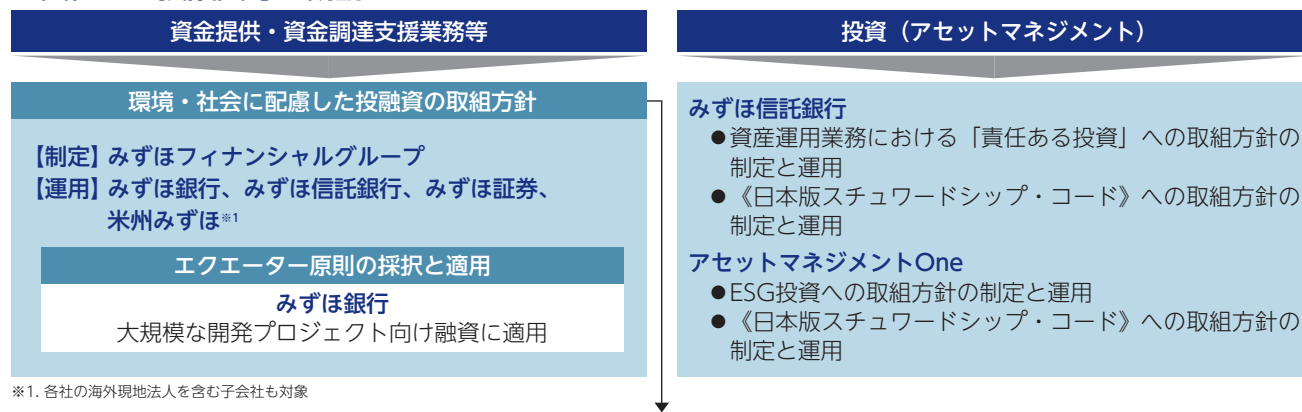 資金提供・資金調達支援業務等
環境・社会に配慮した投融資の取組方針
【制定】みずほフィナンシャルグループ
【運用】みずほ銀行、みずほ信託銀行、みずほ証券、
米州みずほ※1
エクエーター原則の採択と適用
みずほ銀行
大規模な開発プロジェクト向け融資に適用
※1. 各社の海外現地法人を含む子会社も対象
投資（アセットマネジメント）
みずほ信託銀行
●資産運用業務における「責任ある投資」への取組方針の
制定と運用
●《日本版スチュワードシップ・コード》への取組方針の
制定と運用
アセットマネジメントOne
●ESG投資への取組方針の制定と運用
●《日本版スチュワードシップ・コード》への取組方針の
制定と運用